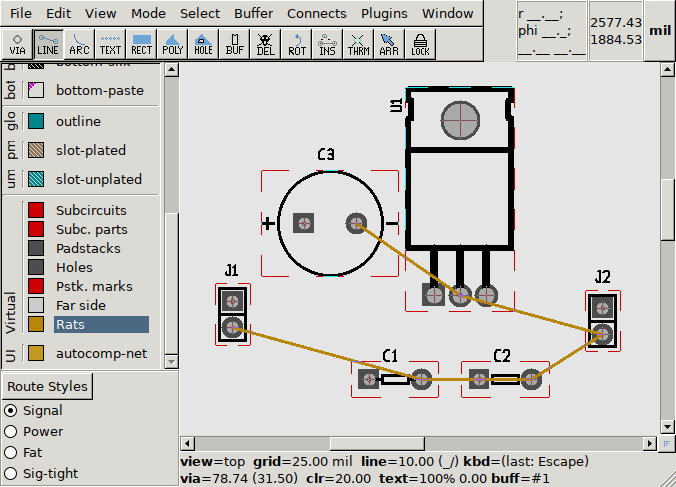 File Edit View Mode Select Buffer Connects Plugins Window
r __.__;
phi __._;
__.__ __.__
2577.43
1884.53
mil
VIA LINE ARC TEXT RECT POLY HOLE BUF DEL ROT INS THRM ARR LOCK
bot
bottom-paste
glo
outline
pm
slot-plated
um
slot-unplated
Virtual
Subcircuits
Subc. parts
Padstacks
Holes
Pstk. marks
Far side
Rats
UI
autocomp-net
Route Styles
Signal
Power
Fat
Sig-tight
U1
C3
+
−
J1
J2
C1
C2
view=top grid=25.00 mil line=10.00 (_/) kbd=(last: Escape)
via=78.74 (31.50) clr=20.00 text=100% 0.00 buff=#1